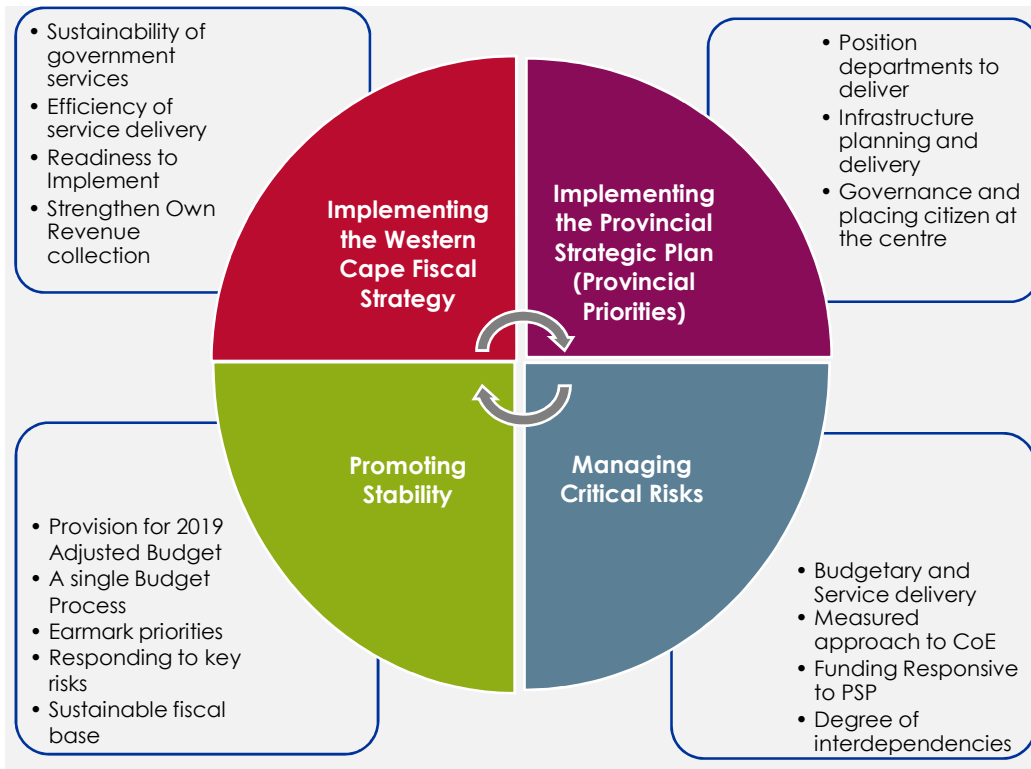 • Sustainability of
government
services
• Efficiency of
service delivery
• Readiness to
Implement
• Strengthen Own
Revenue
collection
• Position
departments to
deliver
• Infrastructure
planning and
delivery
• Governance and
placing citizen at
the centre
Implementing
the Western
Cape Fiscal
Strategy
Implementing
the Provincial
Strategic Plan
(Provincial
Priorities)
Promoting
Stability
Managing
Critical Risks
• Provision for 2019
Adjusted Budget
• A single Budget
Process
• Earmark priorities
• Responding to key
risks
• Sustainable fiscal
base
• Budgetary and
Service delivery
• Measured
approach to CoE
• Funding Responsive
to PSP
• Degree of
interdependencies